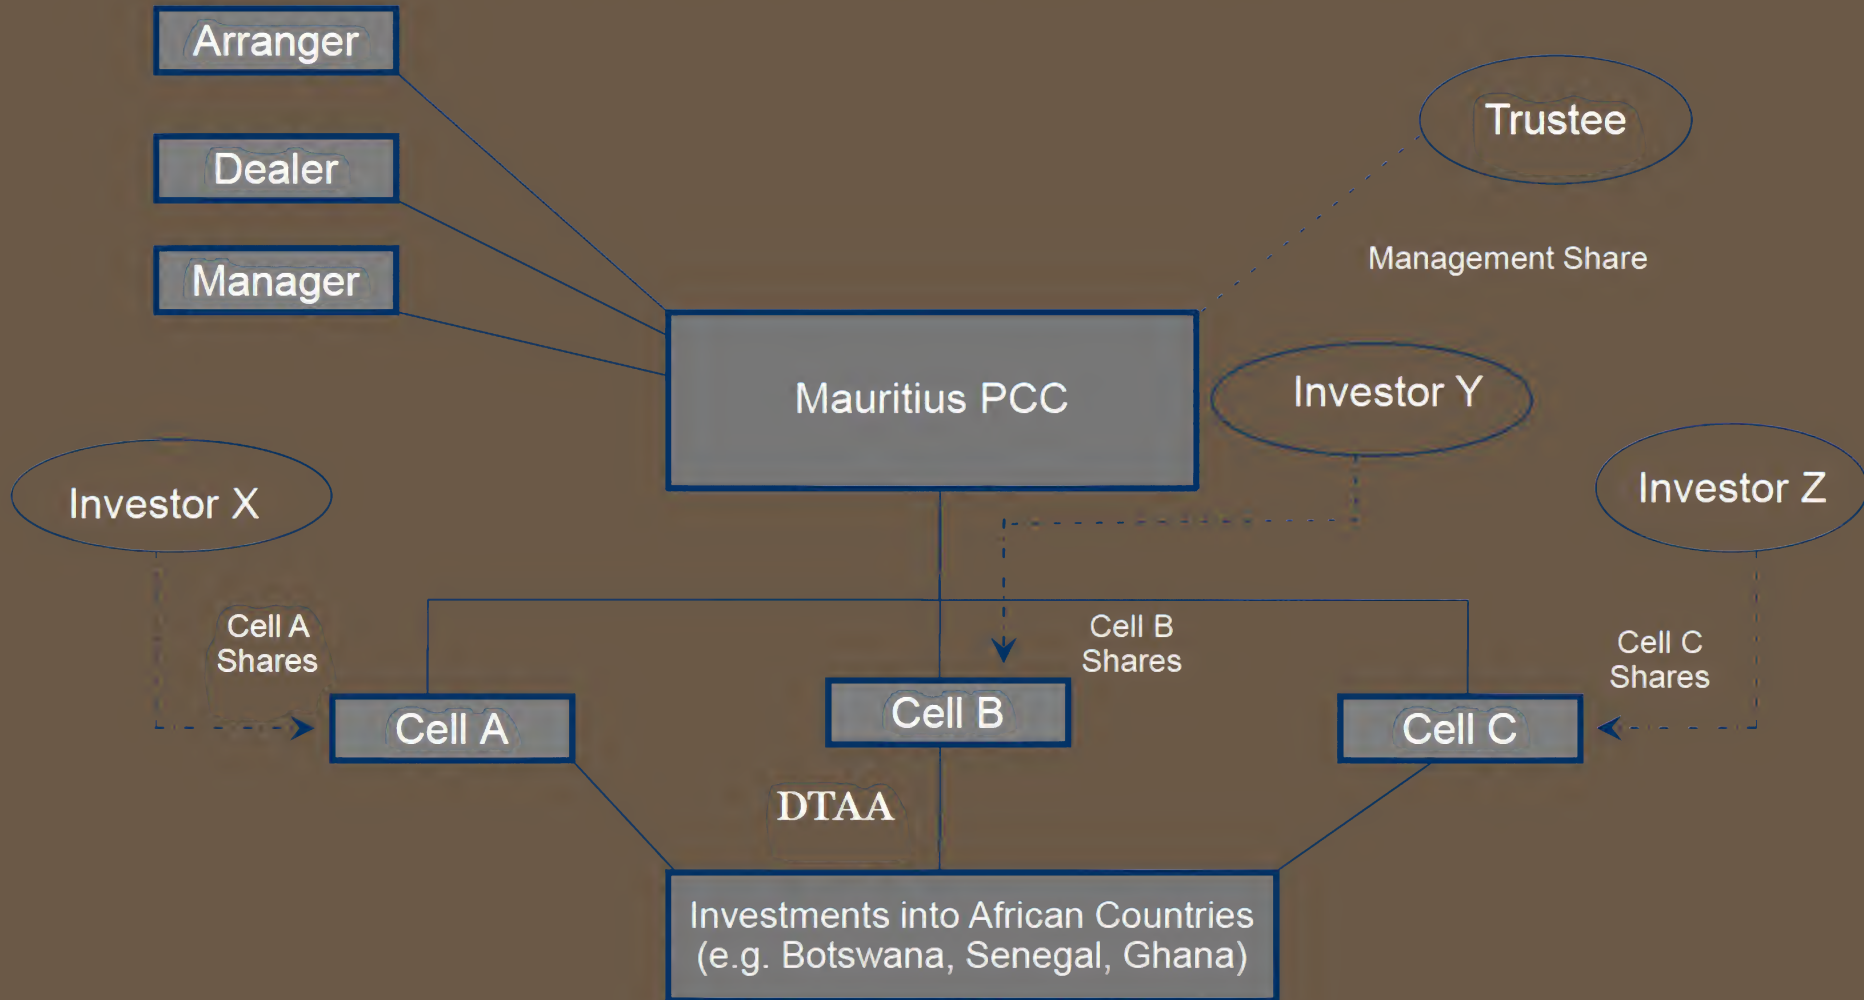 Arranger
Trustee
Dealer
Management Share
Manager
Mauritius PCC
Investor Y
Investor X
Investor Z
Cell A
Shares
Cell B
Shares
Cell C
Shares
Cell A
Cell B
Cell C
DTAA
Investments into African Countries
(e.g. Botswana, Senegal, Ghana)